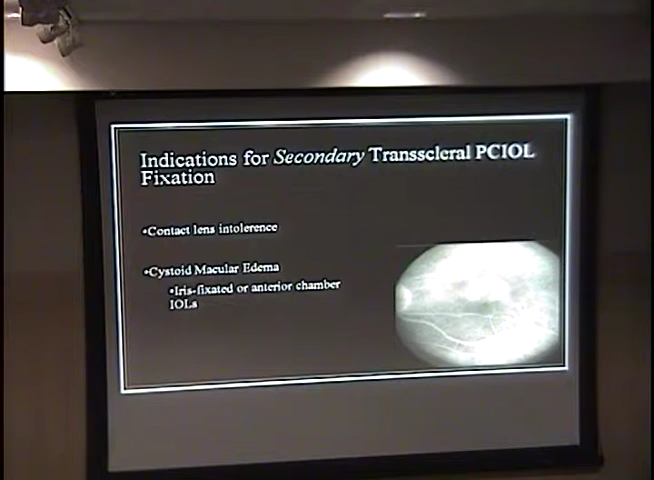 Indications for Secondary Transscleral PCIOL
Fixation
•Contact lens intolerence
•Cystoid Macular Edema
•Iris-fixated or anterior chamber
IOLs